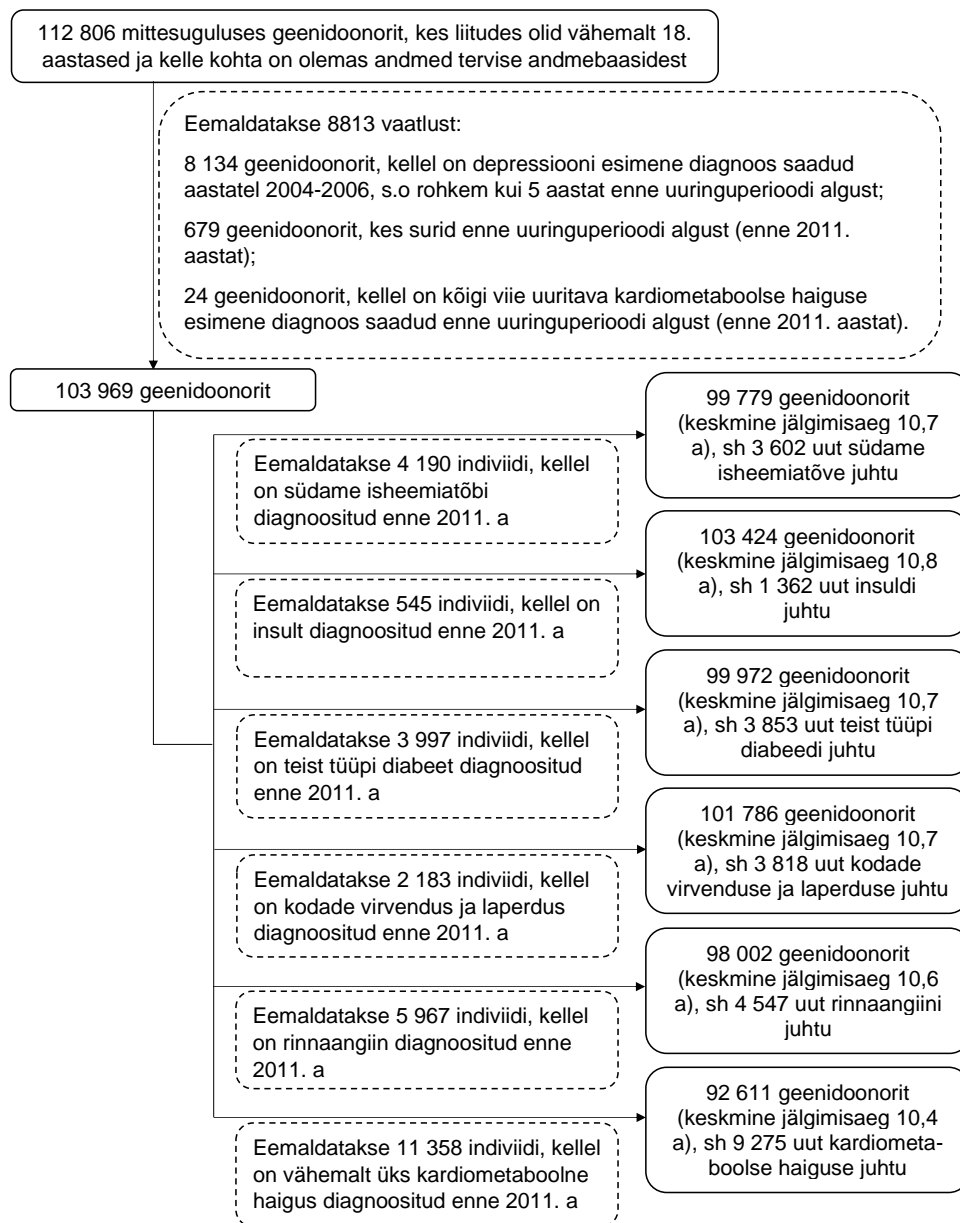 112 806 mittesuguluses geenidoonorit, kes liitudes olid vähemalt 18.
aastased ja kelle kohta on olemas andmed tervise andmebaasidest
Eemaldatakse 8813 vaatlust:
8 134 geenidoonorit, kellel on depressiooni esimene diagnoos saadud
aastatel 2004-2006, s.o rohkem kui 5 aastat enne uuringuperioodi algust;
679 geenidoonorit, kes surid enne uuringuperioodi algust (enne 2011.
aastat);
24 geenidoonorit, kellel on kõigi viie uuritava kardiometaboolse haiguse
esimene diagnoos saadud enne uuringuperioodi algust (enne 2011. aastat).
103 969 geenidoonorit
99 779 geenidoonorit
(keskmine jälgimisaeg 10,7
a), sh 3 602 uut südame
isheemiatõve juhtu
Eemaldatakse 4 190 indiviidi, kellel
on südame isheemiatõbi
diagnoositud enne 2011. a
103 424 geenidoonorit
(keskmine jälgimisaeg 10,8
a), sh 1 362 uut insuldi
juhtu
Eemaldatakse 545 indiviidi, kellel on
insult diagnoositud enne 2011. a
99 972 geenidoonorit
(keskmine jälgimisaeg 10,7
a), sh 3 853 uut teist tüüpi
diabeedi juhtu
Eemaldatakse 3 997 indiviidi, kellel
on teist tüüpi diabeet diagnoositud
enne 2011. a
101 786 geenidoonorit
(keskmine jälgimisaeg 10,7
a), sh 3 818 uut kodade
virvenduse ja laperduse juhtu
Eemaldatakse 2 183 indiviidi, kellel
on kodade virvendus ja laperdus
diagnoositud enne 2011. a
98 002 geenidoonorit
(keskmine jälgimisaeg 10,6
a), sh 4 547 uut rinnaangiini
juhtu
Eemaldatakse 5 967 indiviidi, kellel
on rinnaangiin diagnoositud enne
2011. a
92 611 geenidoonorit
(keskmine jälgimisaeg 10,4
a), sh 9 275 uut kardiometa-
boolse haiguse juhtu
Eemaldatakse 11 358 indiviidi, kellel
on vähemalt üks kardiometaboolne
haigus diagnoositud enne 2011. a